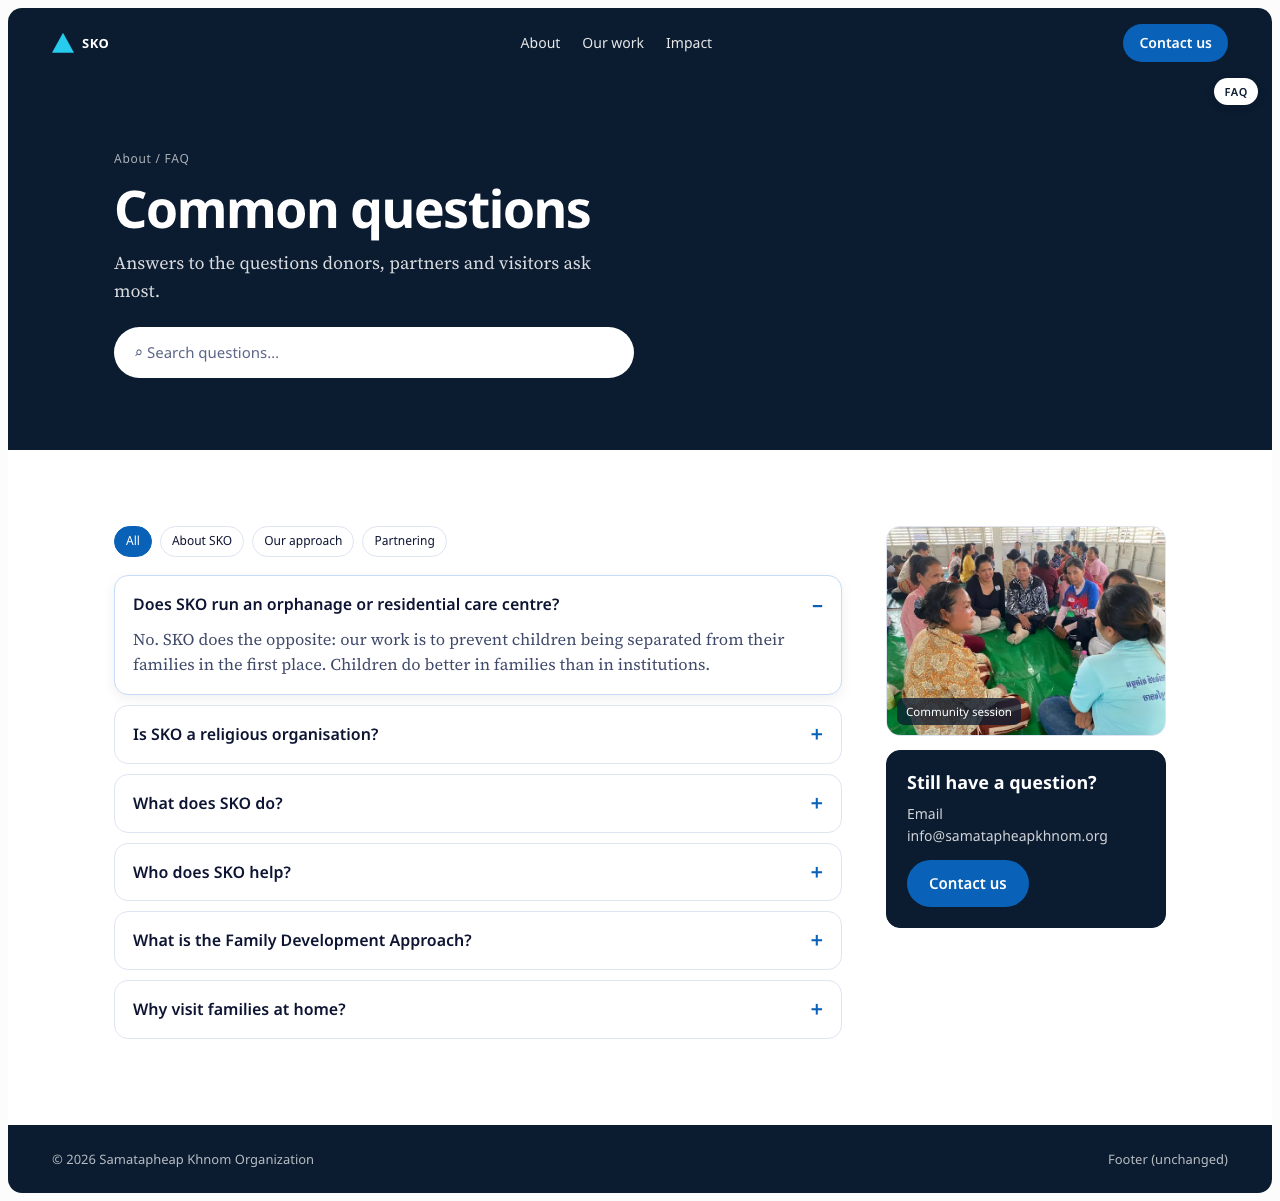 SKO
About
Our work
Impact
Contact us
FAQ
About / FAQ
Common questions
Answers to the questions donors, partners and visitors ask
most.
Search questions...
All
About SKO
Our approach
Partnering
Does SKO run an orphanage or residential care centre?
−
No. SKO does the opposite: our work is to prevent children being separated from their
families in the first place. Children do better in families than in institutions.
Is SKO a religious organisation?
+
What does SKO do?
+
Who does SKO help?
+
What is the Family Development Approach?
+
Why visit families at home?
+
Community session
Still have a question?
Email
info@samatapheapkhnom.org
Contact us
© 2026 Samatapheap Khnom Organization
Footer (unchanged)